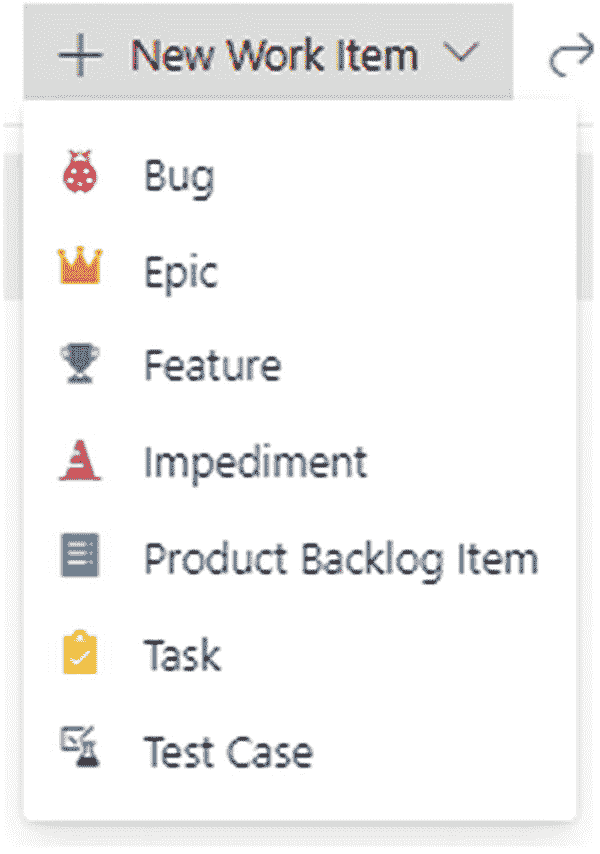 New Work Item
Bug
Epic
Feature
Impediment
Product Backlog Item
Task
Test Case